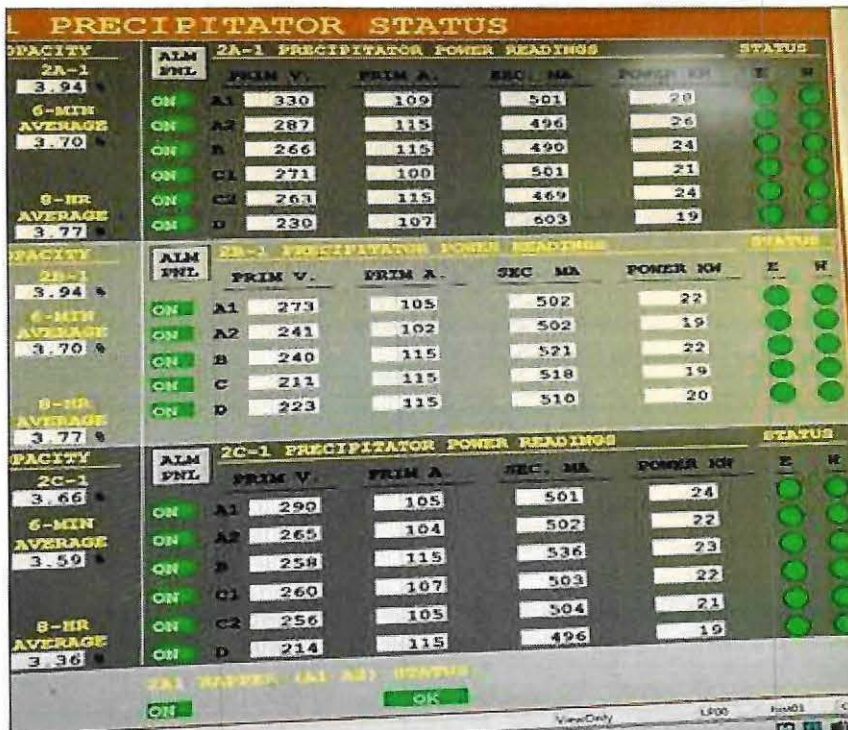 PRECIPITATOR STATUS
OPACITY ALM PNL 2A-1 PRECIPITATOR POWER READINGS STATUS
2A-1 PRIM V. PRIM A. SEC. MA POWER KW E W
3.94 %
6-MIN AVERAGE
3.70 %
8-HR AVERAGE
3.77 %
ON A1 330 109 501 28
ON A2 287 115 496 26
ON B 266 115 490 24
ON C1 271 100 501 21
ON C2 263 115 469 24
ON D 230 107 603 19
OPACITY ALM PNL 2B-1 PRECIPITATOR POWER READINGS STATUS
2B-1 PRIM V. PRIM A. SEC MA POWER KW E W
3.94 %
6-MIN AVERAGE
3.70 %
8-HR AVERAGE
3.77 %
ON A1 273 105 502 22
ON A2 241 102 502 19
ON B 240 115 521 22
ON C 211 115 518 19
ON D 223 115 510 20
OPACITY ALM PNL 2C-1 PRECIPITATOR POWER READINGS STATUS
2C-1 PRIM V. PRIM A. SEC. MA POWER KW E W
3.66 %
6-MIN AVERAGE
3.59 %
8-HR AVERAGE
3.36 %
ON A1 290 105 501 24
ON A2 265 104 502 22
ON B 258 115 536 23
ON C1 260 107 503 22
ON C2 256 105 504 21
ON D 214 115 496 19
2A1 RAPPER (A1 A2) STATUS
ON OK
ViewOnly